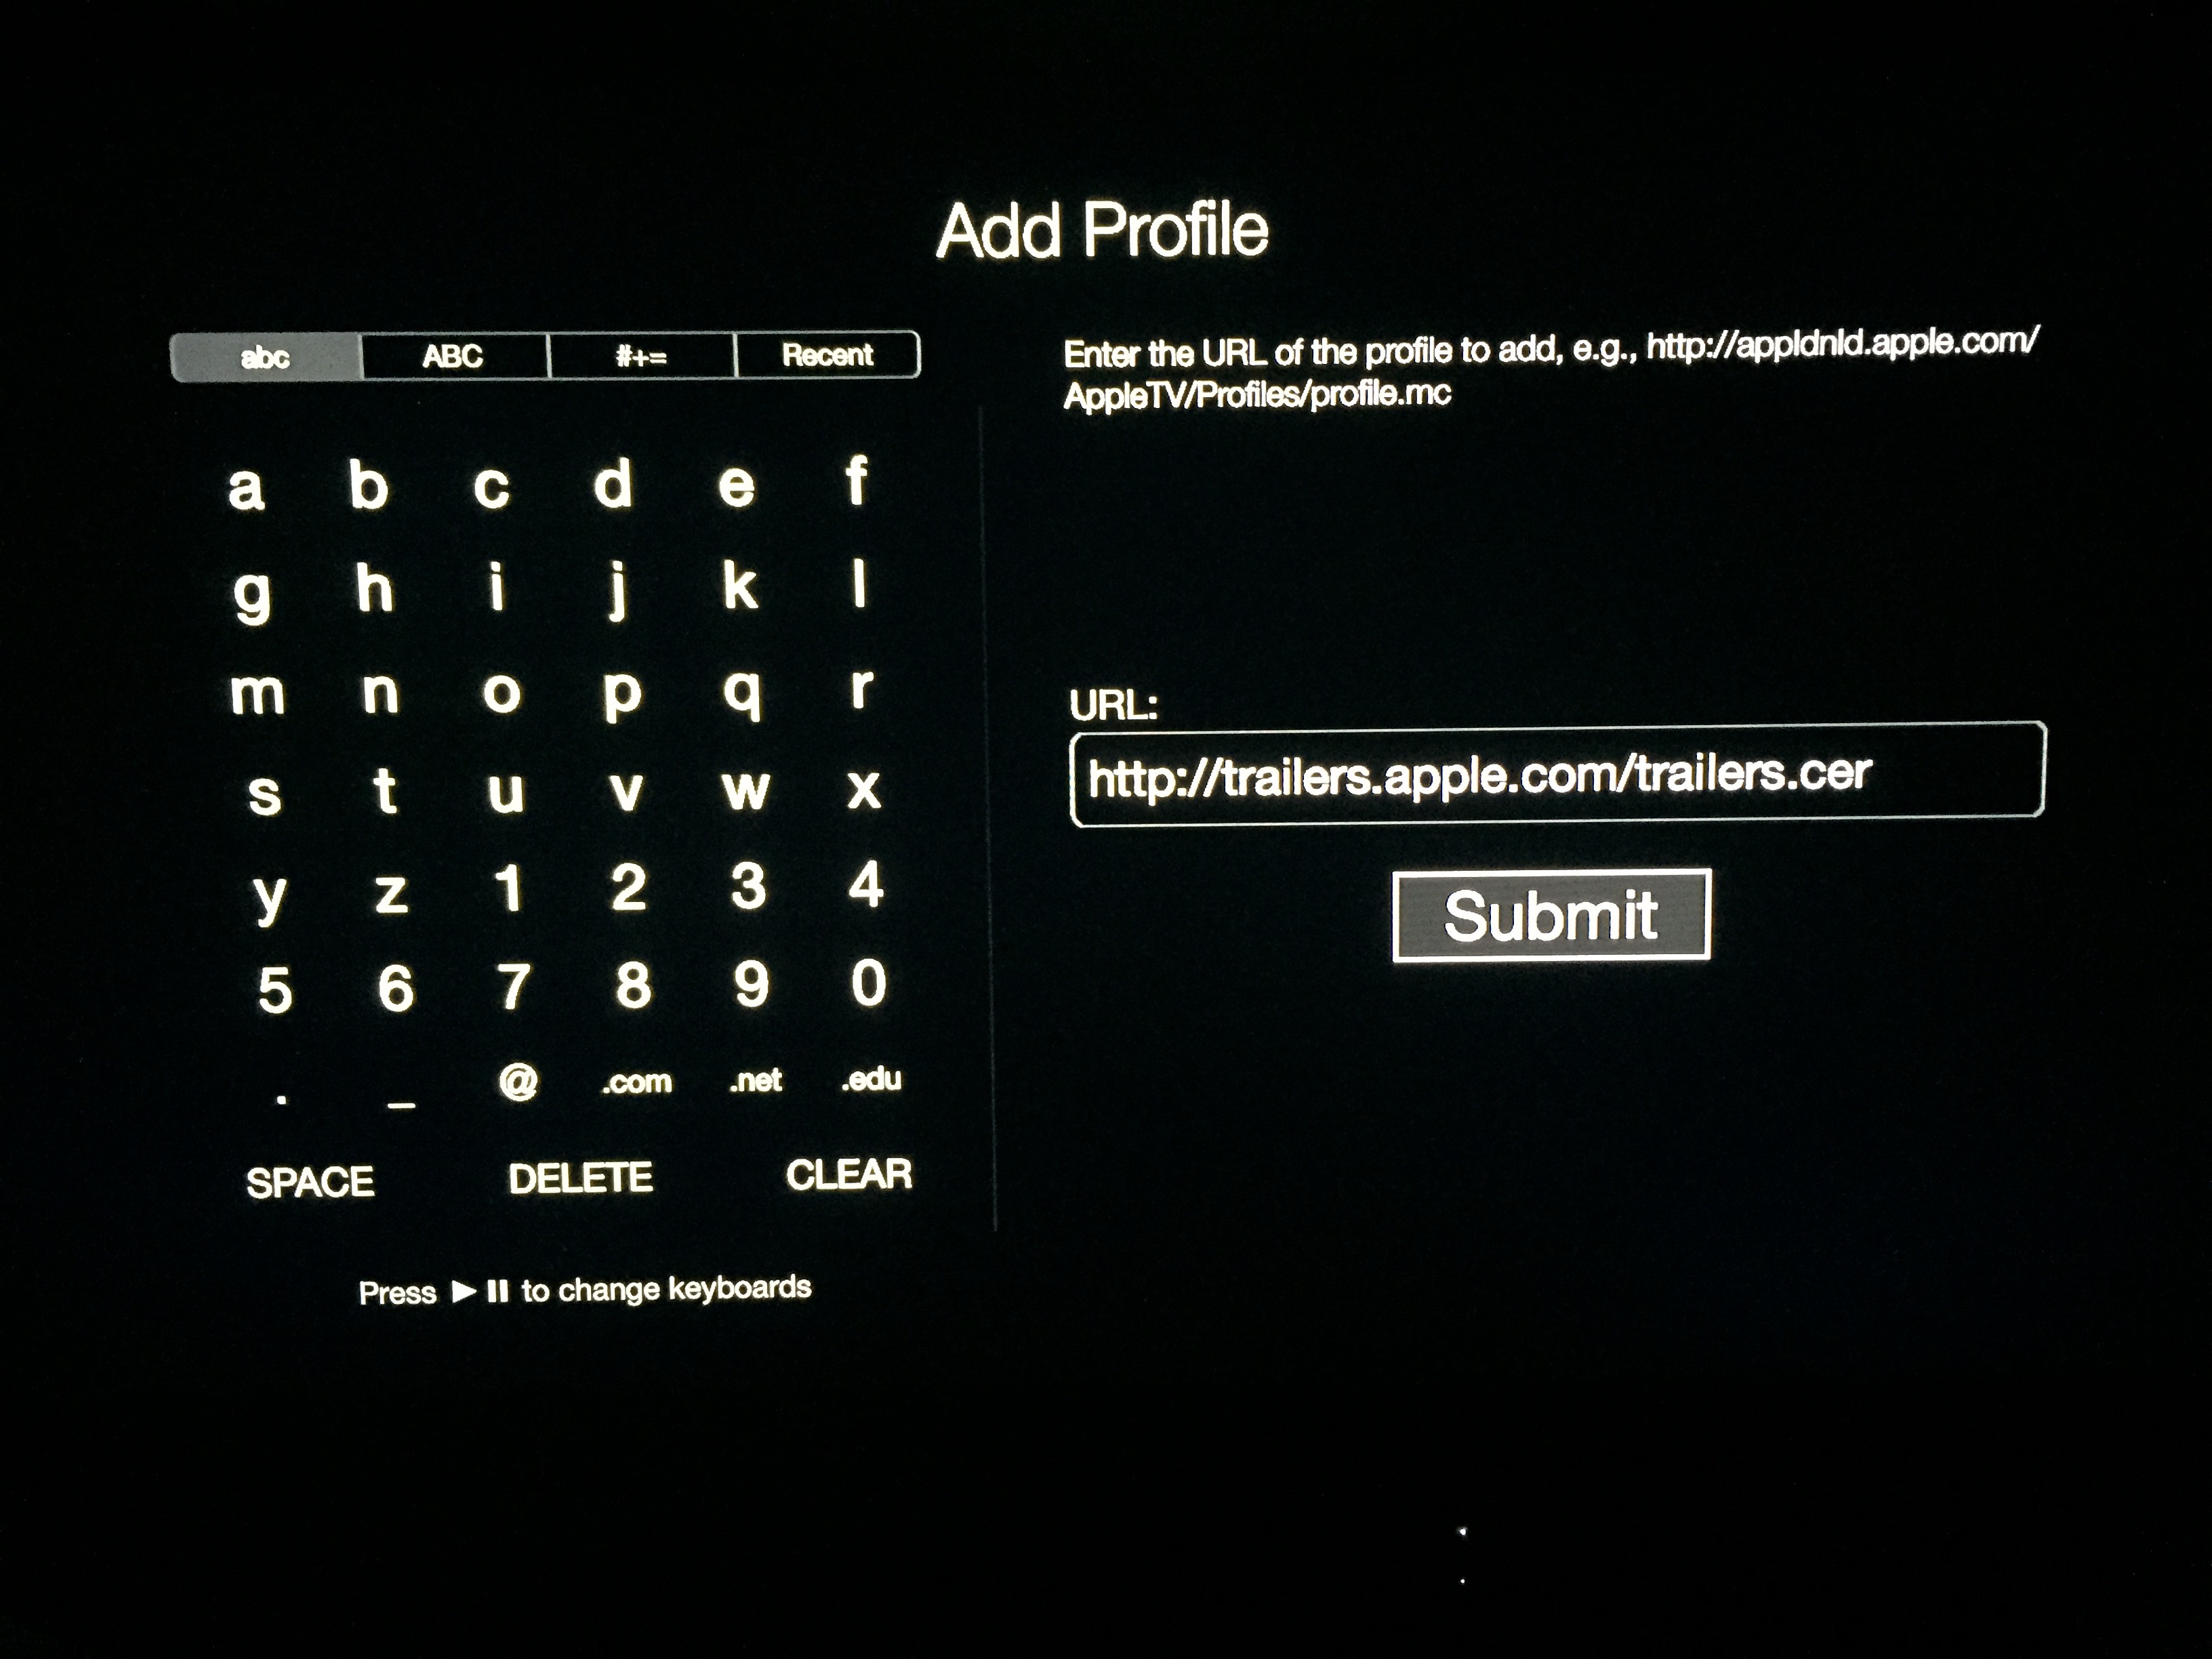 Add Profile
abc ABC #+= Recent
a b c d e f
g h i j k l
m n o p q r
s t u v w x
y z 1 2 3 4
5 6 7 8 9 0
. _ @ .com .net .edu
SPACE DELETE CLEAR
Press ▶ II to change keyboards
Enter the URL of the profile to add, e.g., http://appldnld.apple.com/
AppleTV/Profiles/profile.mc
URL:
http://trailers.apple.com/trailers.cer
Submit